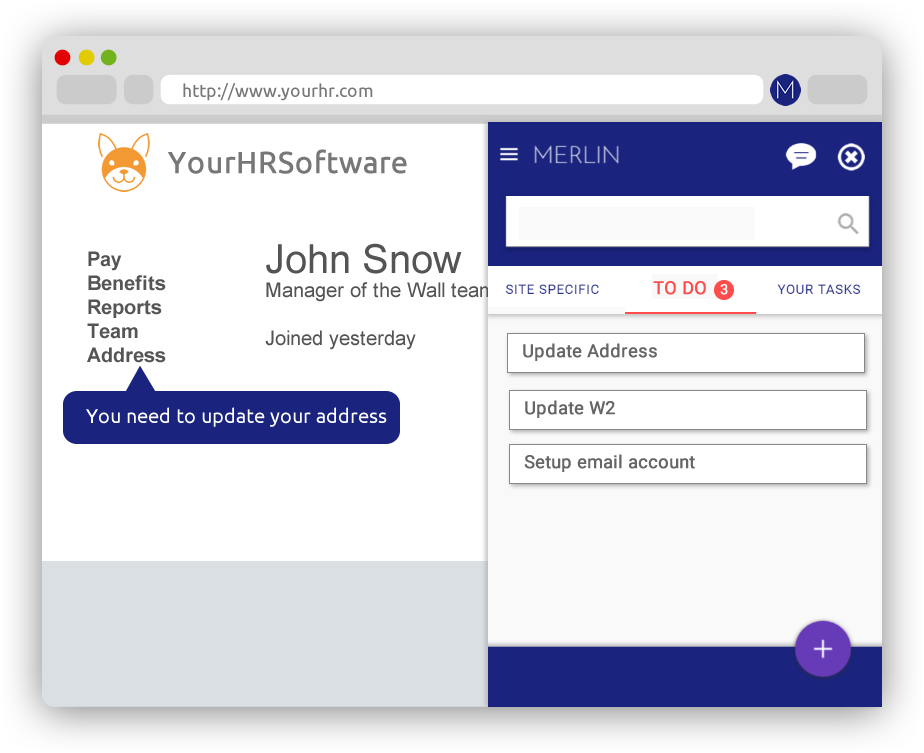 http://www.yourhr.com
M
YourHRSoftware
MERLIN
Pay
Benefits
Reports
Team
Address
John Snow
Manager of the Wall team
Joined yesterday
You need to update your address
SITE SPECIFIC
TO DO 3
YOUR TASKS
Update Address
Update W2
Setup email account